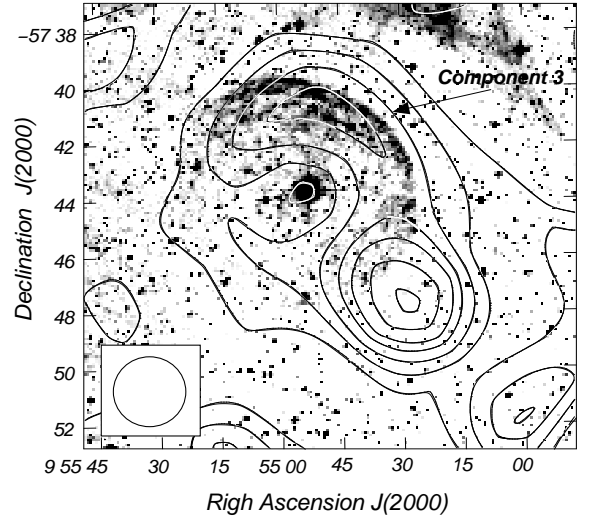 −57 38
Component 3
40
42
44
46
48
50
52
Declination J(2000)
9 55 45 30 15 55 00 45 30 15 00
Righ Ascension J(2000)